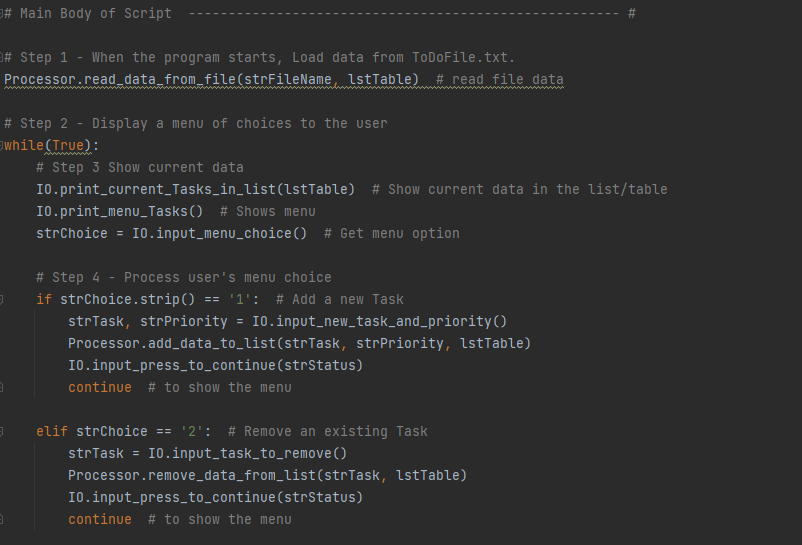 # Main Body of Script  ------------------------------------------------------ #
# Step 1 - When the program starts, Load data from ToDoFile.txt.
Processor.read_data_from_file(strFileName, lstTable)  # read file data
# Step 2 - Display a menu of choices to the user
while(True):
    # Step 3 Show current data
    IO.print_current_Tasks_in_list(lstTable)  # Show current data in the list/table
    IO.print_menu_Tasks()  # Shows menu
    strChoice = IO.input_menu_choice()  # Get menu option
    # Step 4 - Process user's menu choice
    if strChoice.strip() == '1':  # Add a new Task
        strTask, strPriority = IO.input_new_task_and_priority()
        Processor.add_data_to_list(strTask, strPriority, lstTable)
        IO.input_press_to_continue(strStatus)
        continue  # to show the menu
    elif strChoice == '2':  # Remove an existing Task
        strTask = IO.input_task_to_remove()
        Processor.remove_data_from_list(strTask, lstTable)
        IO.input_press_to_continue(strStatus)
        continue  # to show the menu